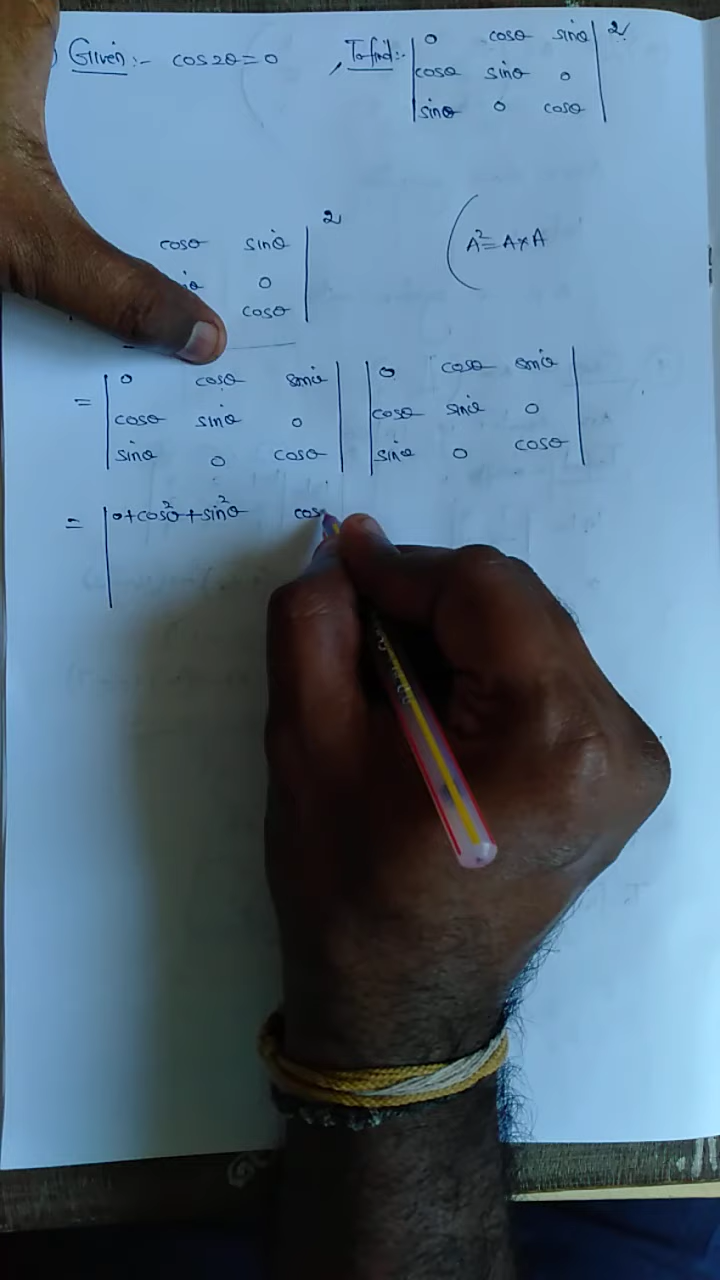 ) Given :- cos2θ=0 , To find:- | 0 cosθ sinθ |²
| cosθ sinθ 0 |
| sinθ 0 cosθ |
cosθ sinθ |² ( A²=A×A
0 |
cosθ |
= | 0 cosθ sinθ | | 0 cosθ sinθ |
| cosθ sinθ 0 | | cosθ sinθ 0 |
| sinθ 0 cosθ | | sinθ 0 cosθ |
= | 0+cos²θ+sin²θ cos